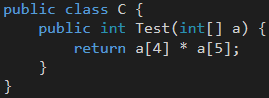 public class C {
    public int Test(int[] a) {
        return a[4] * a[5];
    }
}